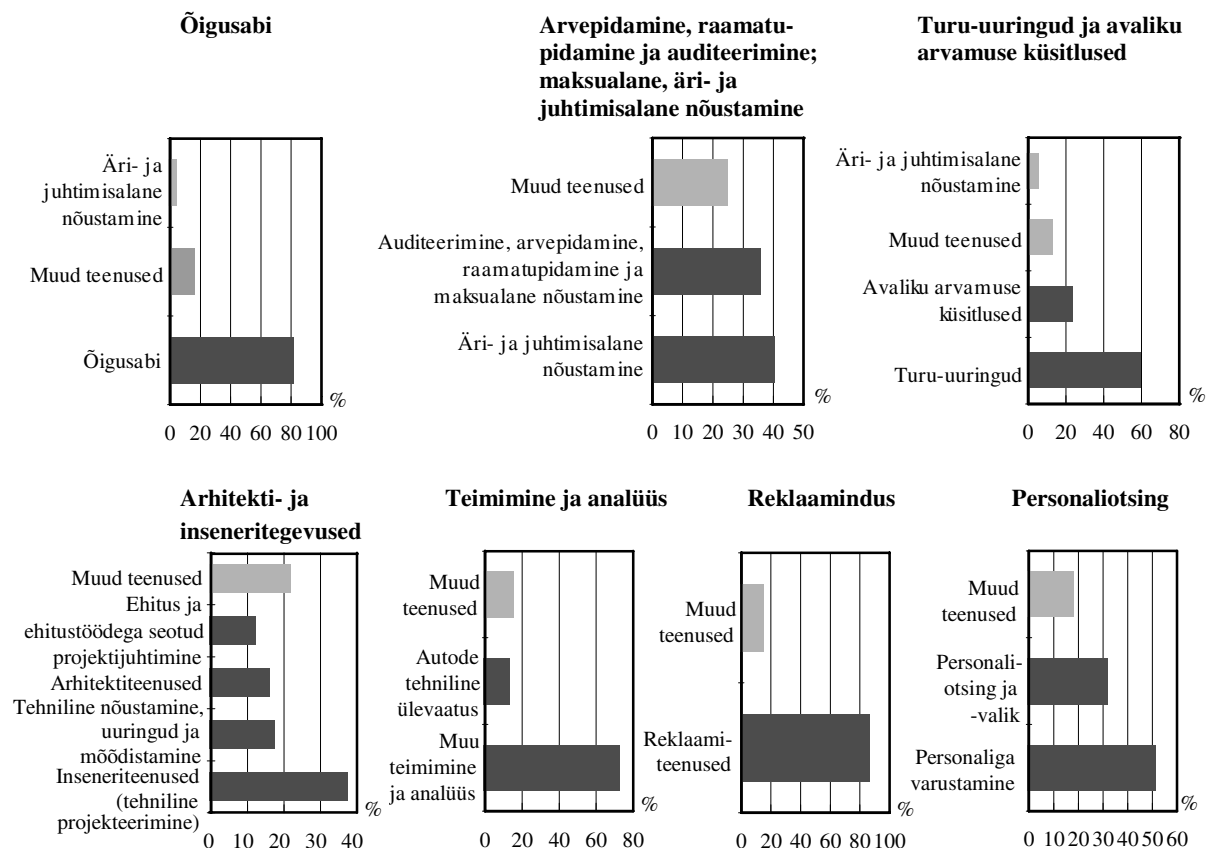 Õigusabi
Äri- ja
juhtimisalane
nõustamine
Muud teenused
Õigusabi
%
0 20 40 60 80 100
Arvepidamine, raamatu-
pidamine ja auditeerimine;
maksualane, äri- ja
juhtimisalane nõustamine
Muud teenused
Auditeerimine, arvepidamine,
raamatupidamine ja
maksualane nõustamine
Äri- ja juhtimisalane
nõustamine
%
0 10 20 30 40 50
Turu-uuringud ja avaliku
arvamuse küsitlused
Äri- ja juhtimisalane
nõustamine
Muud teenused
Avaliku arvamuse
küsitlused
Turu-uuringud
%
0 20 40 60 80
Arhitekti- ja
inseneritegevused
Muud teenused
Ehitus ja
ehitustöödega seotud
projektijuhtimine
Arhitektiteenused
Tehniline nõustamine,
uuringud ja
mõõdistamine
Inseneriteenused
(tehniline
projekteerimine)
%
0 10 20 30 40
Teimimine ja analüüs
Muud
teenused
Autode
tehniline
ülevaatus
Muu
teimimine
ja analüüs
%
0 20 40 60 80
Reklaamindus
Muud
teenused
Reklaami-
teenused
%
0 20 40 60 80 100
Personaliotsing
Muud
teenused
Personali-
otsing ja
-valik
Personaliga
varustamine
%
0 10 20 30 40 50 60